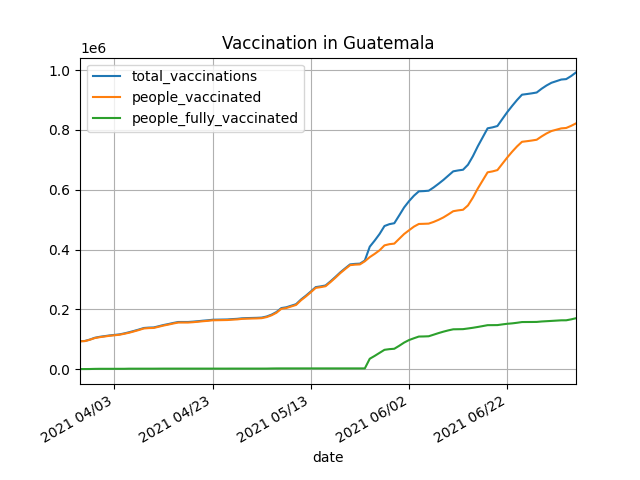 Vaccination in Guatemala
1e6
total_vaccinations
people_vaccinated
people_fully_vaccinated
1.0
0.8
0.6
0.4
0.2
0.0
2021 04/03
2021 04/23
2021 05/13
2021 06/02
2021 06/22
date